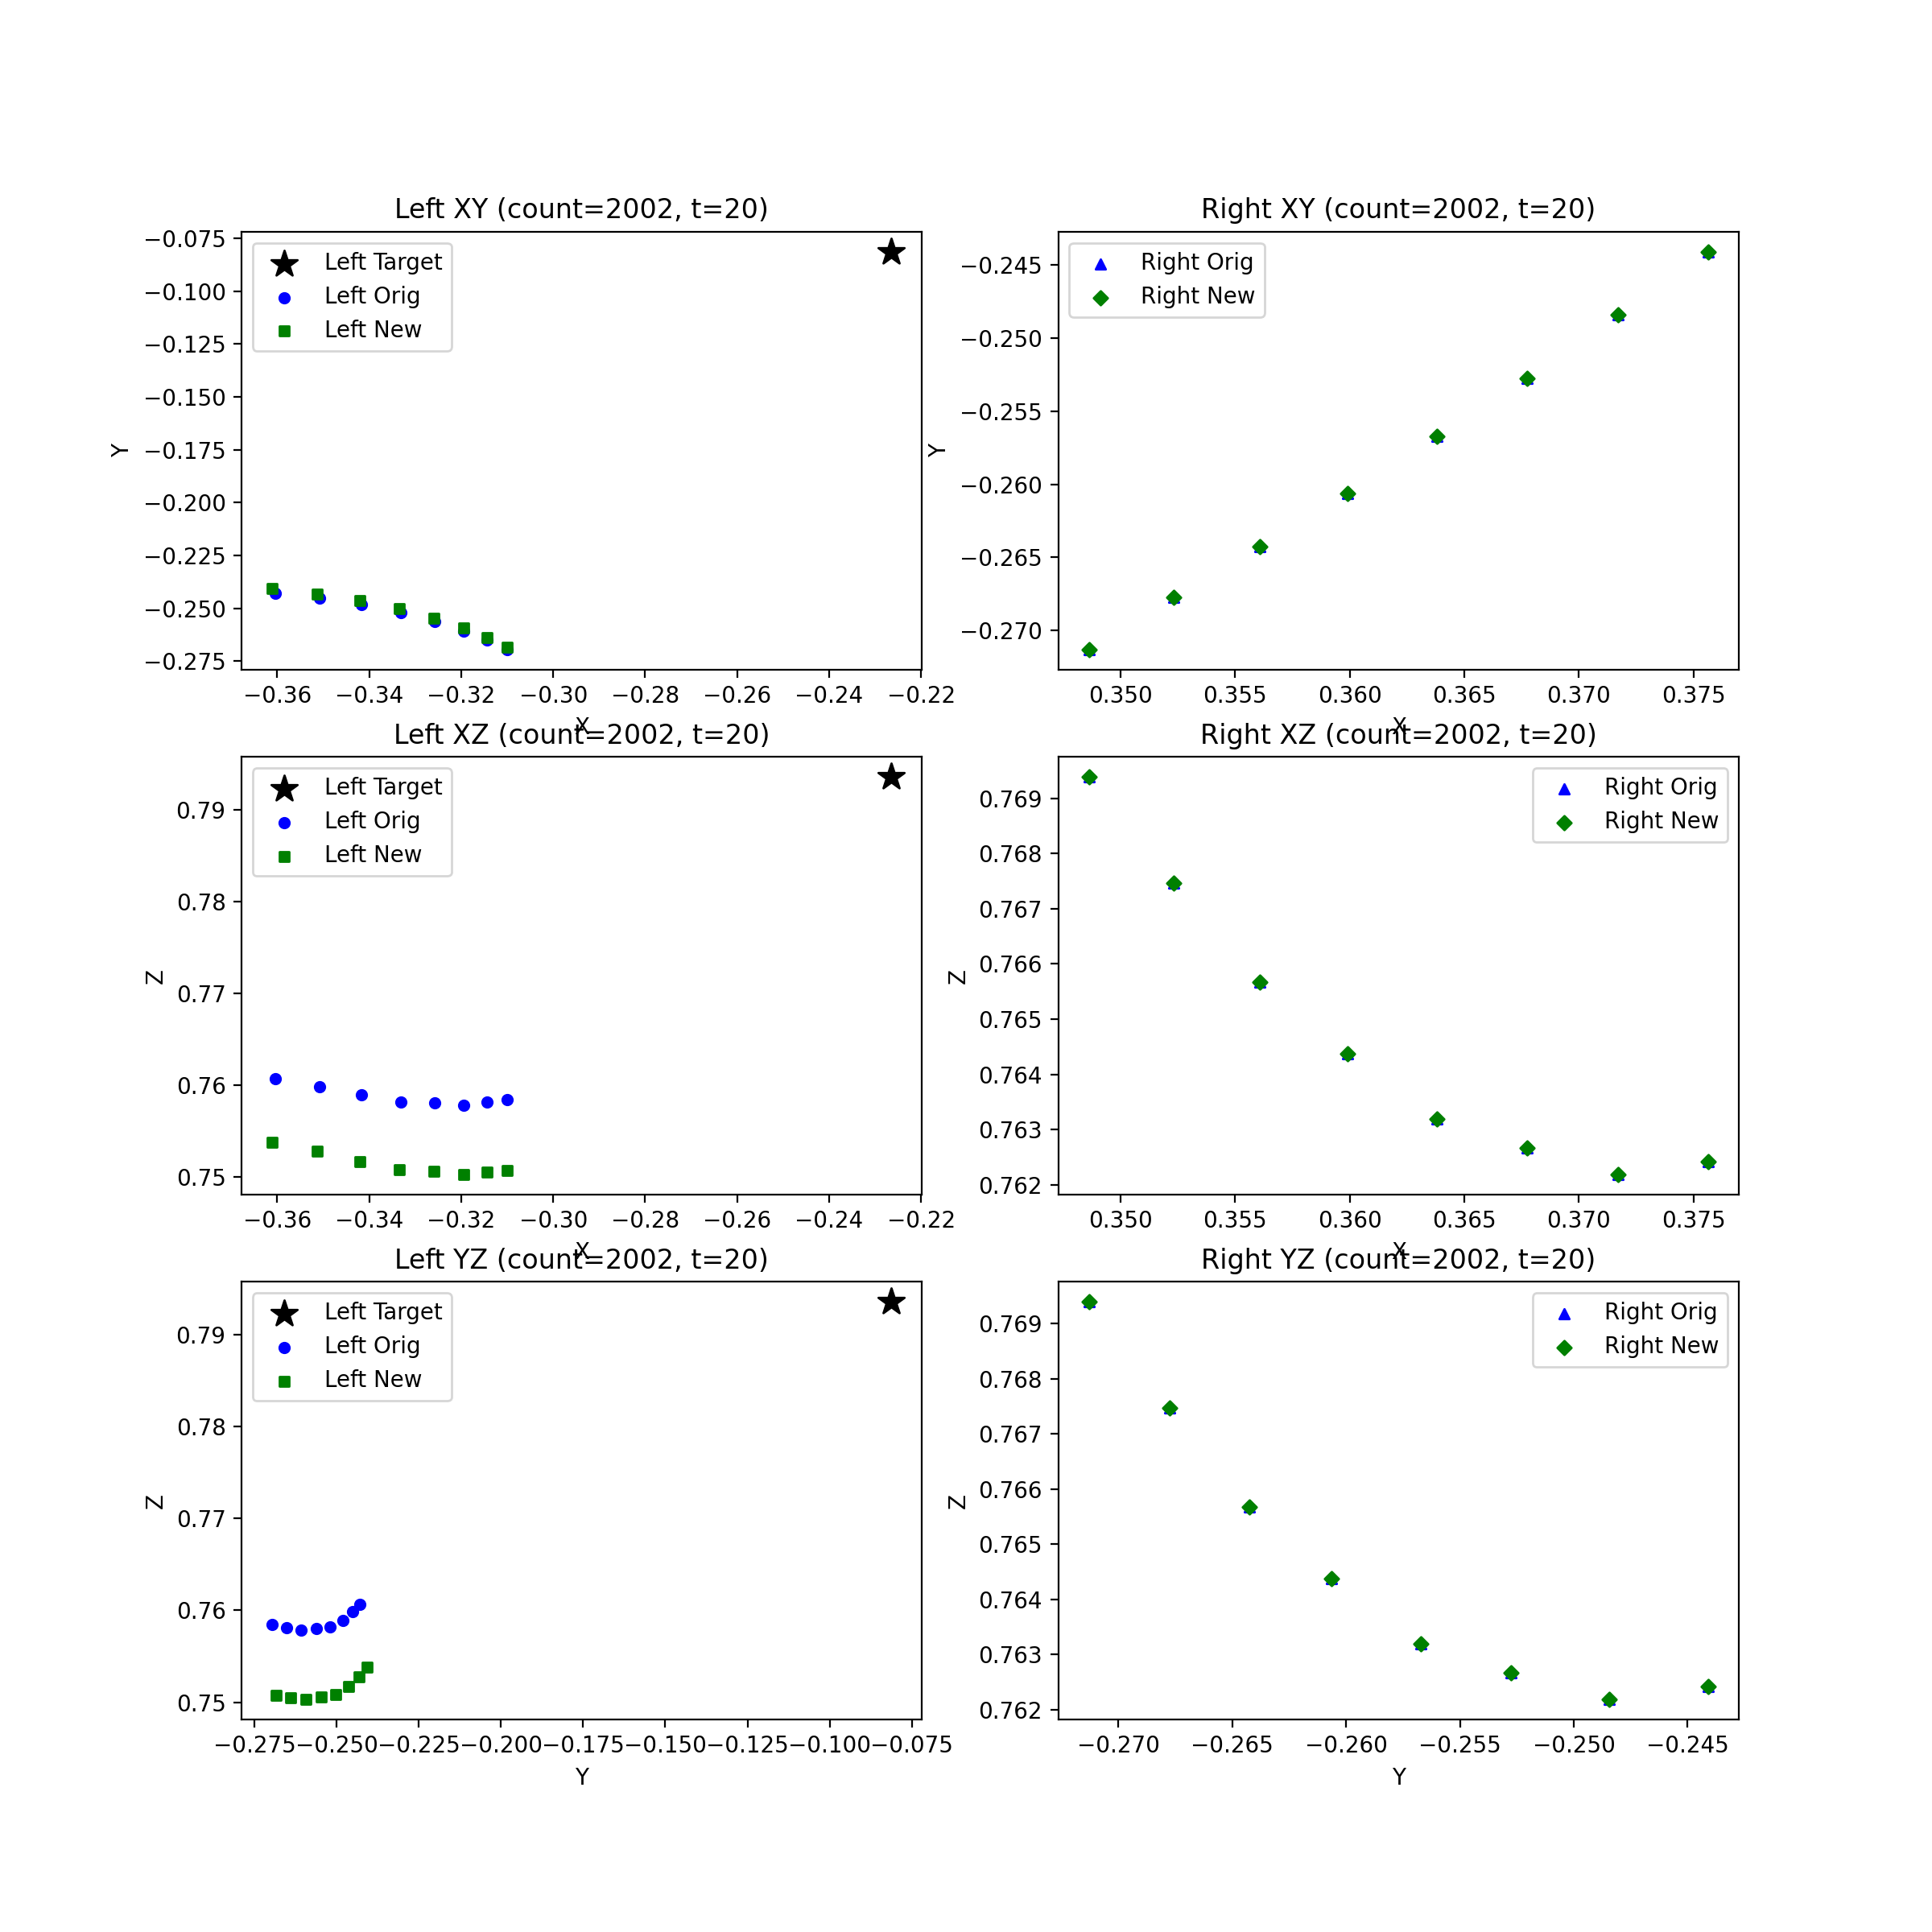 Left XY (count=2002, t=20)
Left Target
Left Orig
Left New
−0.075
−0.100
−0.125
−0.150
−0.175
−0.200
−0.225
−0.250
−0.275
Y
−0.36 −0.34 −0.32 −0.30 −0.28 −0.26 −0.24 −0.22
X
Right XY (count=2002, t=20)
Right Orig
Right New
−0.245
−0.250
−0.255
−0.260
−0.265
−0.270
Y
0.350 0.355 0.360 0.365 0.370 0.375
X
Left XZ (count=2002, t=20)
Left Target
Left Orig
Left New
0.79
0.78
0.77
0.76
0.75
Z
−0.36 −0.34 −0.32 −0.30 −0.28 −0.26 −0.24 −0.22
X
Right XZ (count=2002, t=20)
Right Orig
Right New
0.769
0.768
0.767
0.766
0.765
0.764
0.763
0.762
Z
0.350 0.355 0.360 0.365 0.370 0.375
X
Left YZ (count=2002, t=20)
Left Target
Left Orig
Left New
0.79
0.78
0.77
0.76
0.75
Z
−0.275 −0.250 −0.225 −0.200 −0.175 −0.150 −0.125 −0.100 −0.075
Y
Right YZ (count=2002, t=20)
Right Orig
Right New
0.769
0.768
0.767
0.766
0.765
0.764
0.763
0.762
Z
−0.270 −0.265 −0.260 −0.255 −0.250 −0.245
Y